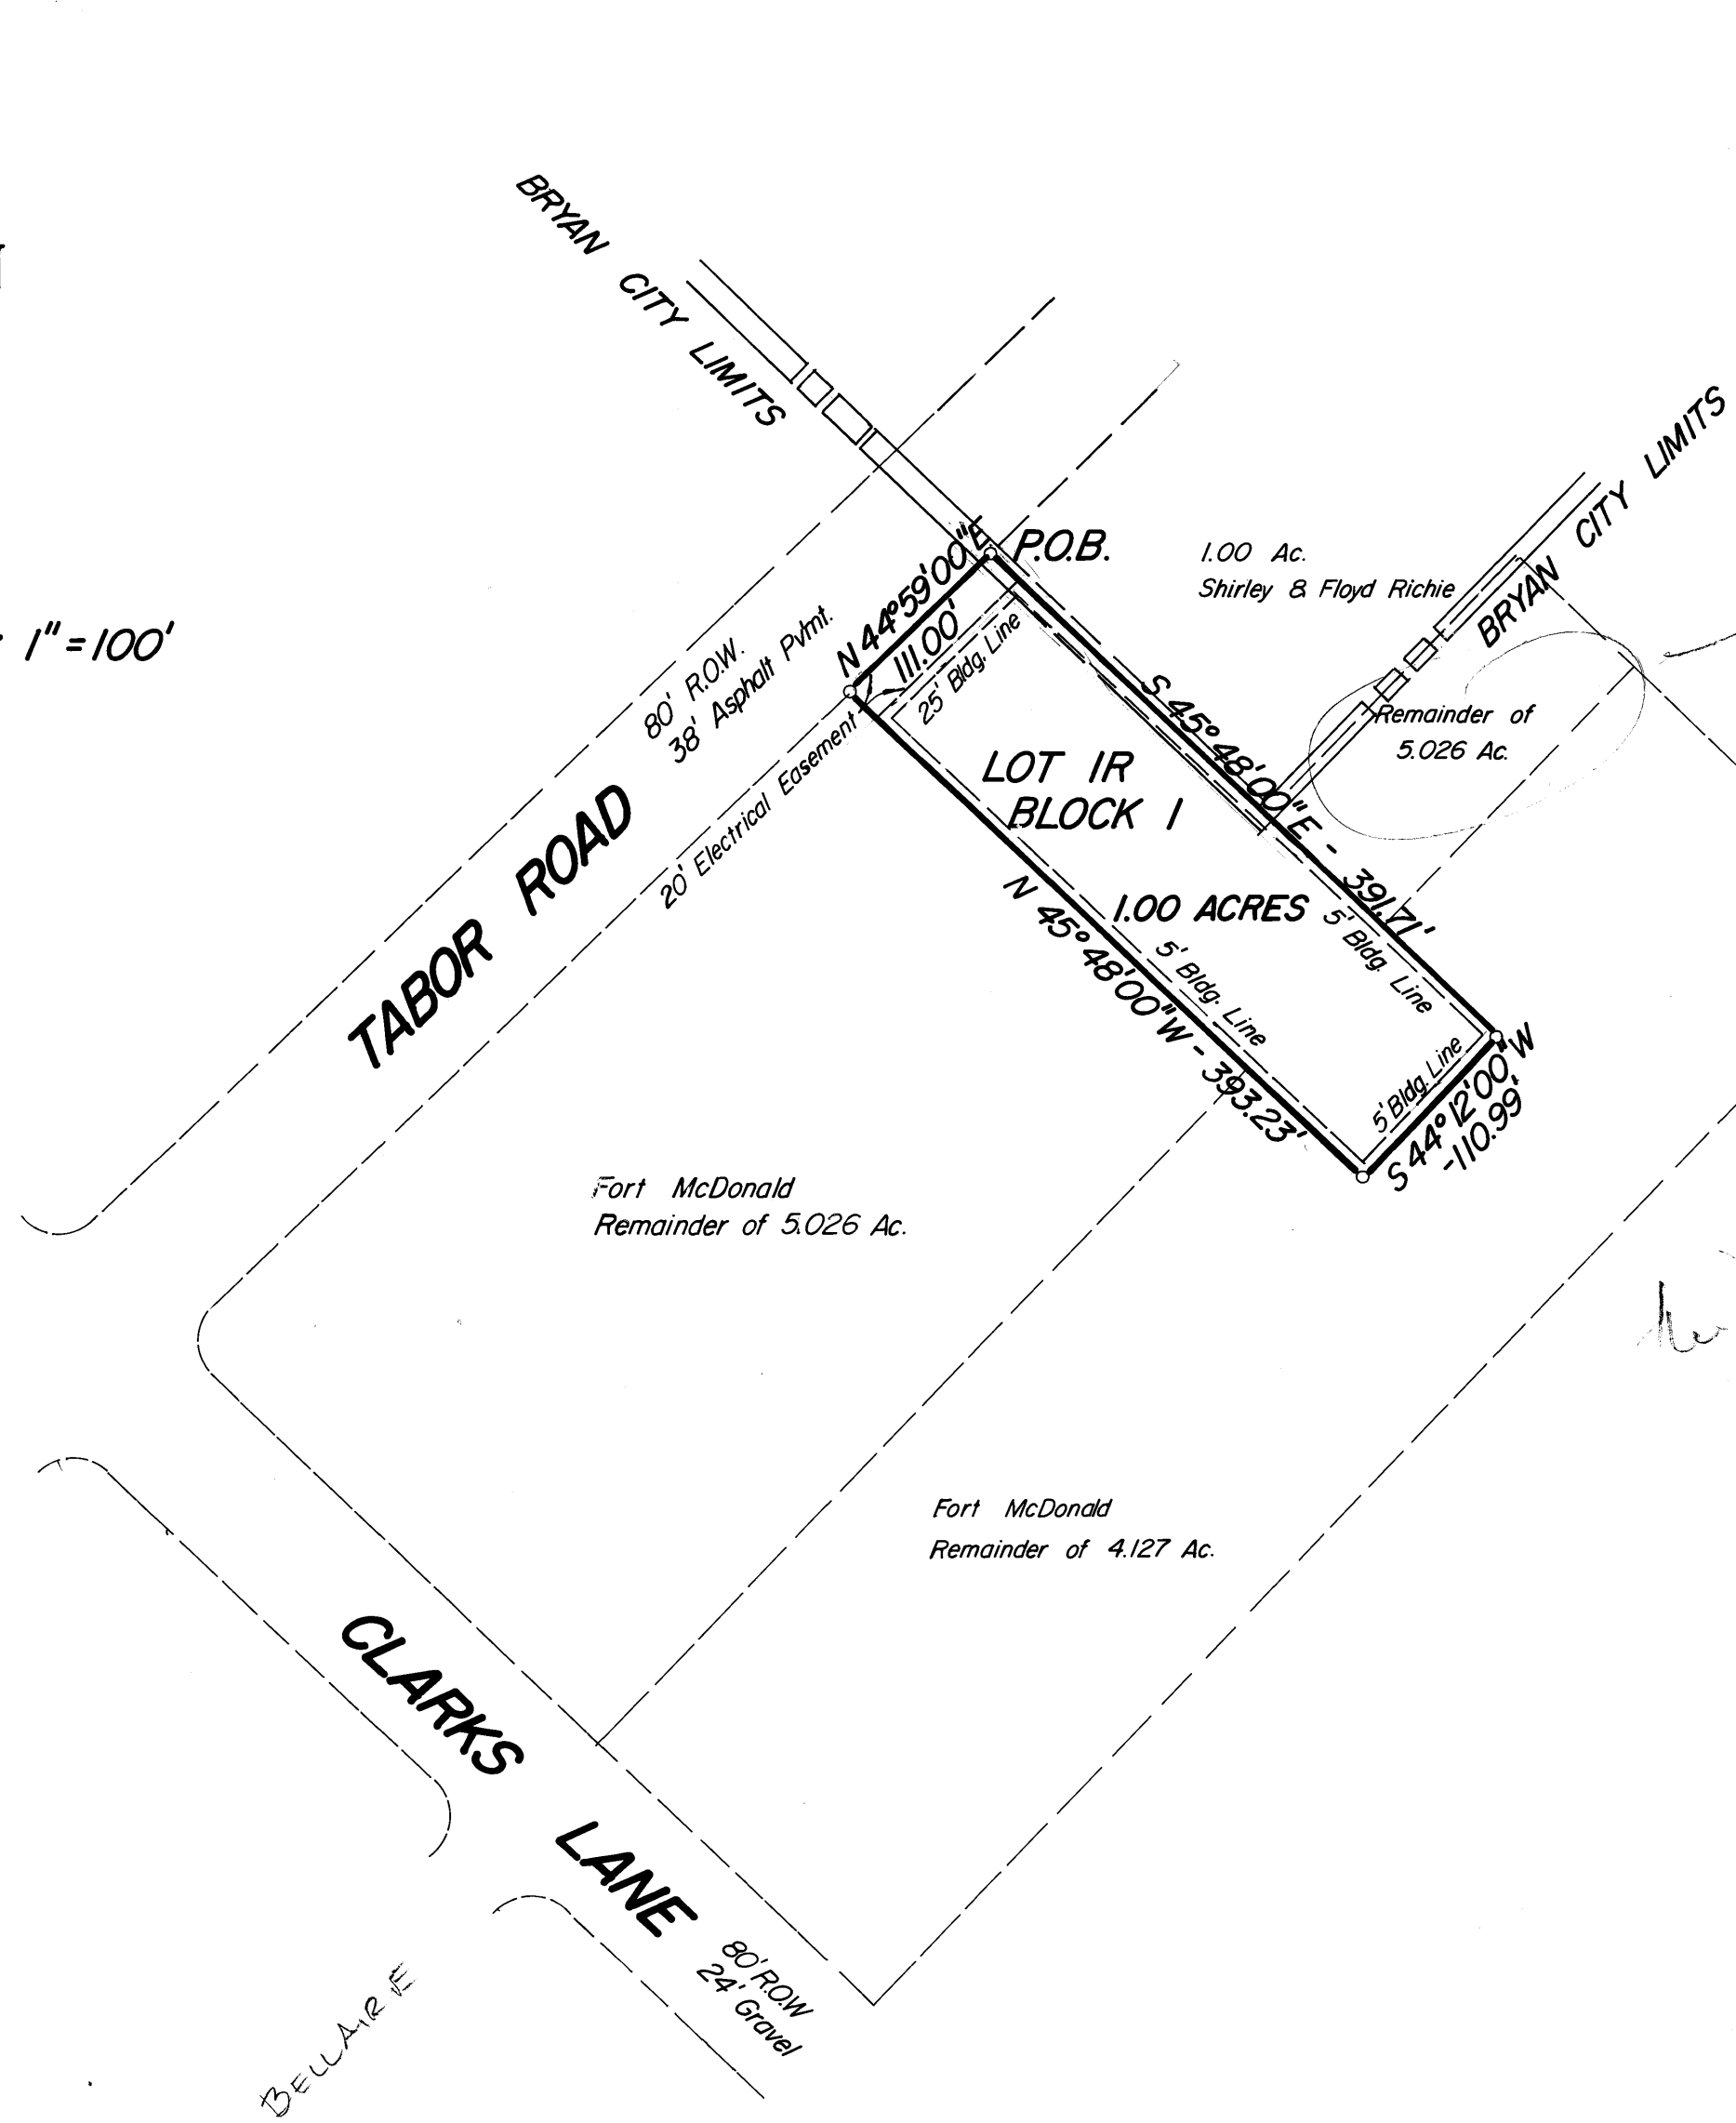 BRYAN CITY LIMITS
BRYAN CITY LIMITS
1"=100'
P.O.B.
1.00 Ac.
Shirley & Floyd Richie
N 44°59'00"E
111.00'
25' Bldg. Line
80' R.O.W.
38' Asphalt Pvmt.
20' Electrical Easement
TABOR ROAD
S 45°48'00"E - 391.71'
Remainder of
5.026 Ac.
LOT 1R
BLOCK 1
1.00 ACRES
5' Bldg. Line
5' Bldg. Line
N 45°48'00"W - 393.23'
5' Bldg. Line
S 44°12'00"W
-110.99'
Fort McDonald
Remainder of 5.026 Ac.
Fort McDonald
Remainder of 4.127 Ac.
CLARKS LANE
80' R.O.W
24' Gravel
BELLAIRE